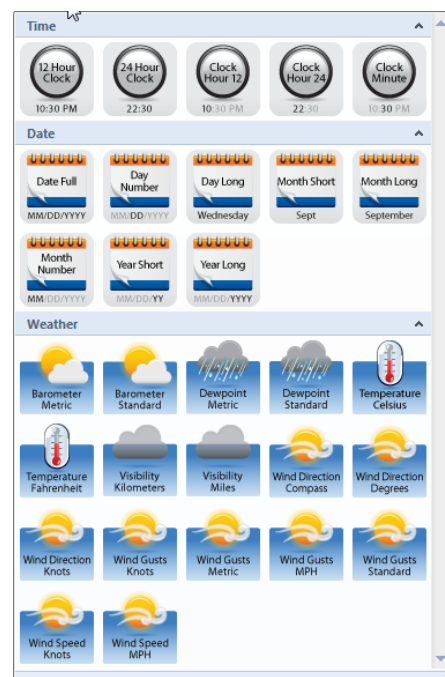 Time
12 Hour
Clock
10:30 PM
24 Hour
Clock
22:30
Clock
Hour 12
10:30 PM
Clock
Hour 24
22:30
Clock
Minute
10:30 PM
Date
Date Full
MM/DD/YYYY
Day
Number
MM/DD/YYYY
Day Long
Wednesday
Month Short
Sept
Month Long
September
Month
Number
MM/DD/YYYY
Year Short
MM/DD/YY
Year Long
MM/DD/YYYY
Weather
Barometer
Metric
Barometer
Standard
Dewpoint
Metric
Dewpoint
Standard
Temperature
Celsius
Temperature
Fahrenheit
Visibility
Kilometers
Visibility
Miles
Wind Direction
Compass
Wind Direction
Degrees
Wind Direction
Knots
Wind Gusts
Knots
Wind Gusts
Metric
Wind Gusts
MPH
Wind Gusts
Standard
Wind Speed
Knots
Wind Speed
MPH